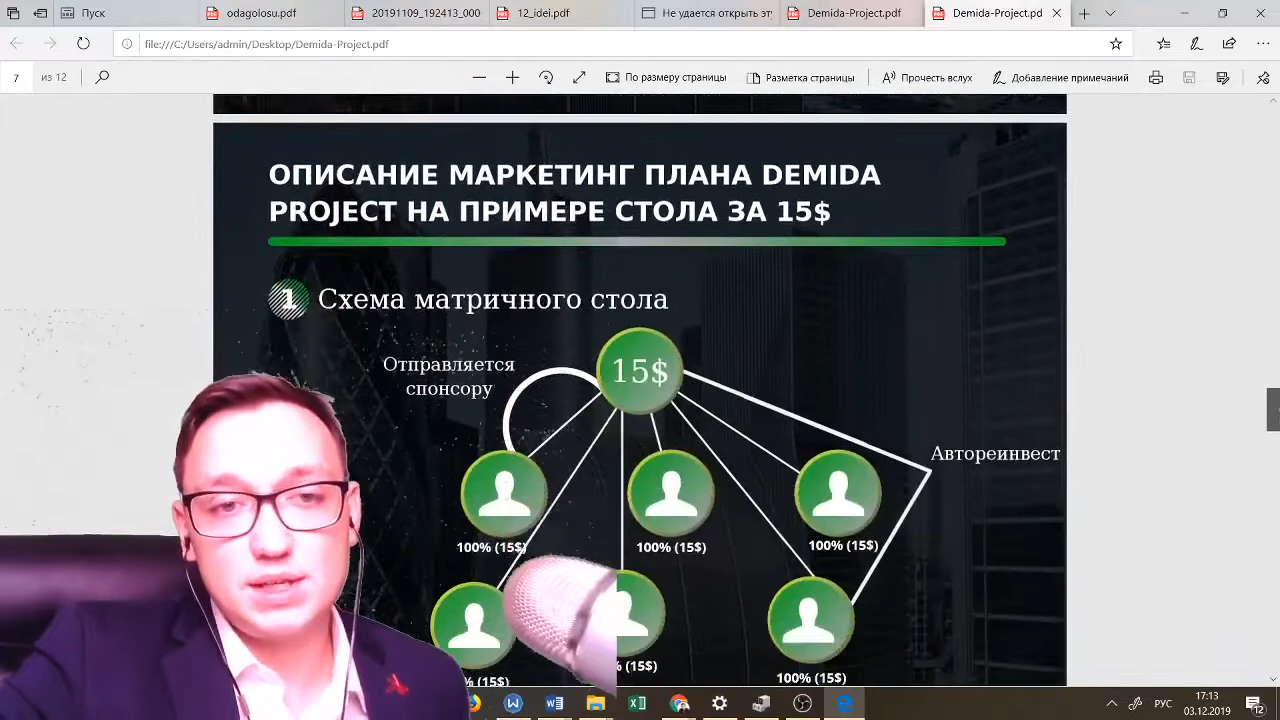 Пуск
odagolosu.pdf
20191109_192413_000
12_idei.pdf
Не удается открыть эт
Demida-Project.pdf
Demida-Project.pd
file:///C:/Users/admin/Desktop/Demida-Project.pdf
7 из 12
По размеру страницы
Разметка страницы
Прочесть вслух
Добавление примечаний
ОПИСАНИЕ МАРКЕТИНГ ПЛАНА DEMIDA
PROJECT НА ПРИМЕРЕ СТОЛА ЗА 15$
1 Схема матричного стола
Отправляется
спонсору
15$
Автореинвест
100% (15$)
100% (15$)
100% (15$)
% (15$)
% (15$)
100% (15$)
РУС
17:13
03.12.2019